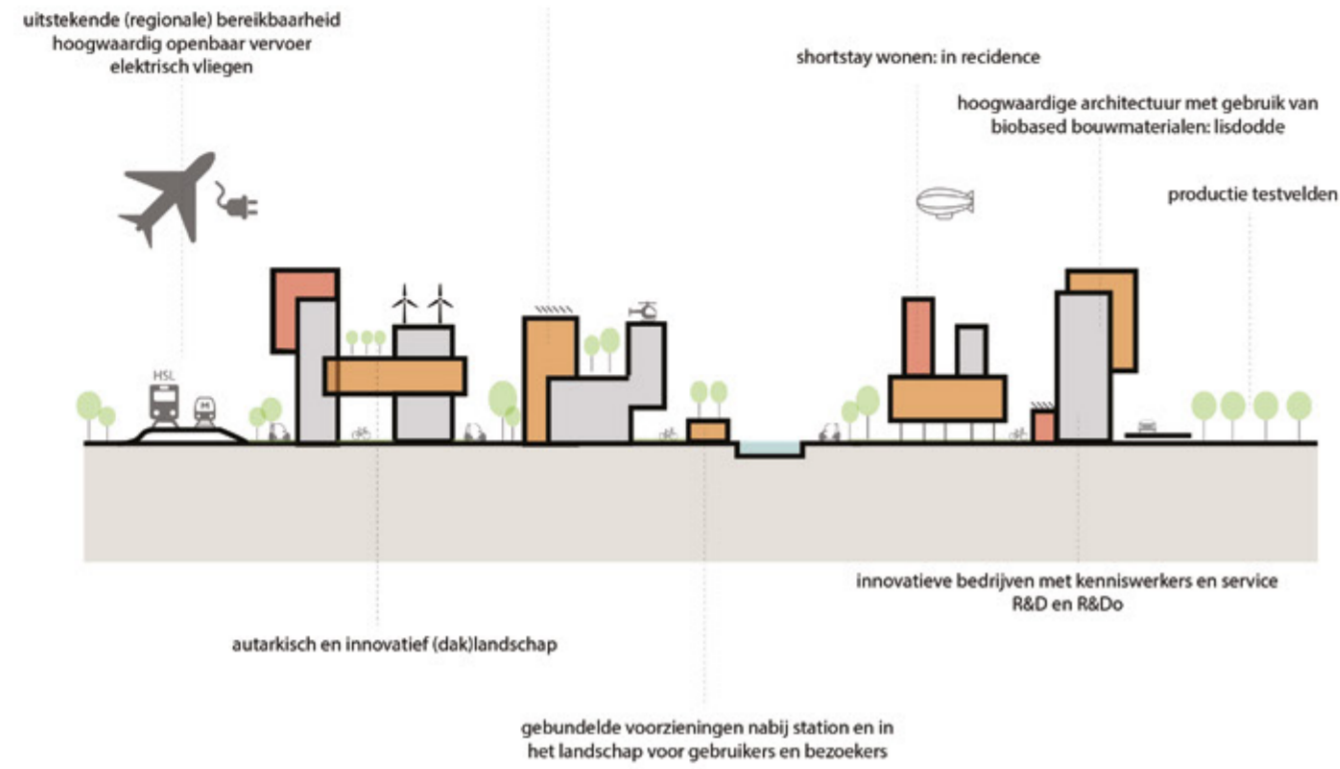 uitstekende (regionale) bereikbaarheid
hoogwaardig openbaar vervoer
elektrisch vliegen
shortstay wonen: in recidence
hoogwaardige architectuur met gebruik van
biobased bouwmaterialen: lisdodde
productie testvelden
HSL
M
innovatieve bedrijven met kenniswerkers en service
R&D en R&Do
autarkisch en innovatief (dak)landschap
gebundelde voorzieningen nabij station en in
het landschap voor gebruikers en bezoekers